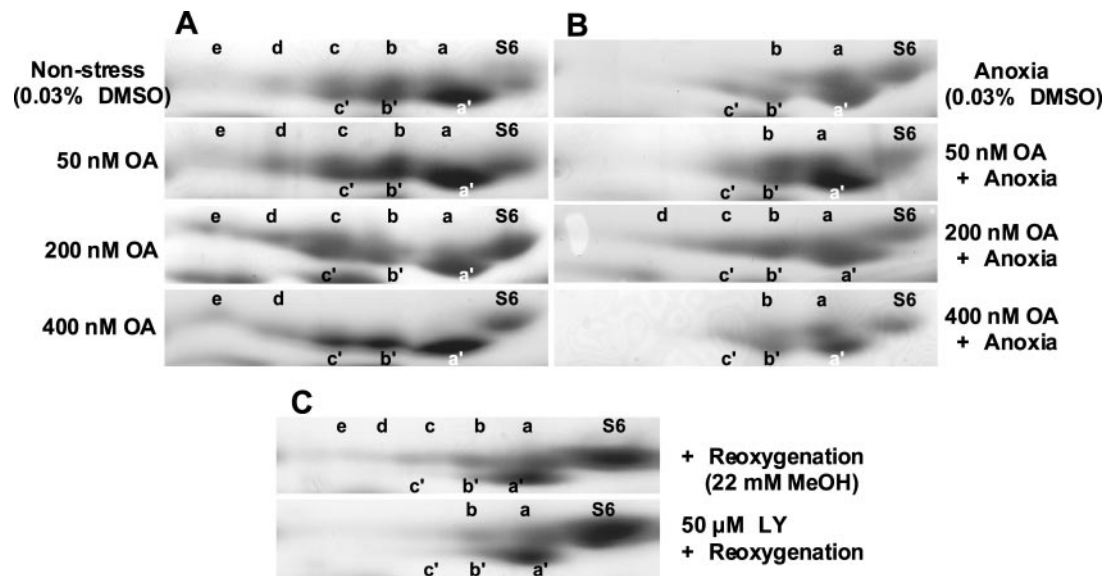 A
B
e d c b a S6
b a S6
Non-stress
(0.03% DMSO)
Anoxia
(0.03% DMSO)
c' b' a'
c' b' a'
e d c b a S6
b a S6
50 nM OA
50 nM OA
+ Anoxia
c' b' a'
c' b' a'
e d c b a S6
d c b a S6
200 nM OA
200 nM OA
+ Anoxia
c' b' a'
c' b' a'
e d S6
b a S6
400 nM OA
400 nM OA
+ Anoxia
c' b' a'
c' b' a'
C
e d c b a S6
+ Reoxygenation
(22 mM MeOH)
c' b' a'
b a S6
50 µM LY
+ Reoxygenation
c' b' a'